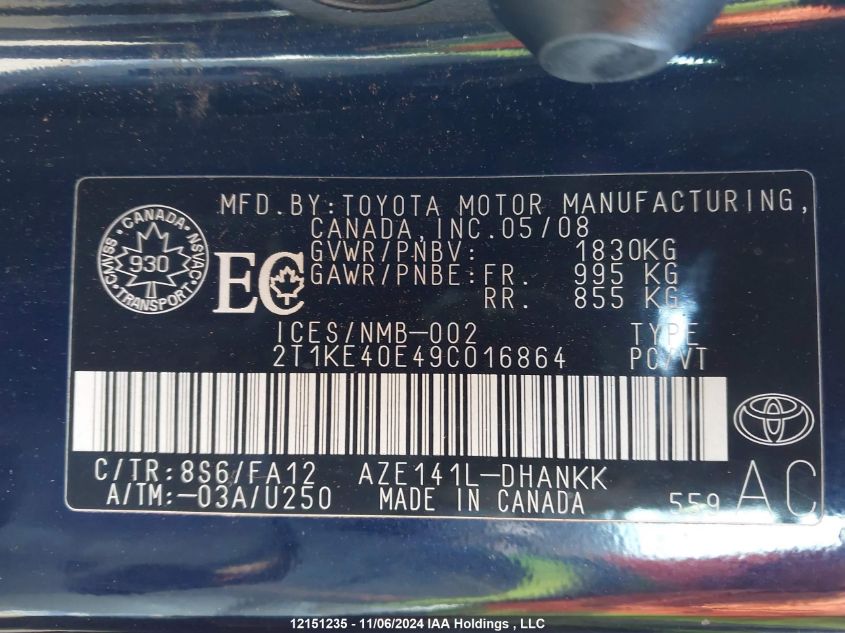 MFD.BY:TOYOTA MOTOR MANUFACTURING,
CANADA,INC.05/08
GVWR/PNBV: 1830KG
GAWR/PNBE:FR. 995 KG
RR. 855 KG
CANADA
CMVSS 930 NSVAC
TRANSPORT
EC
ICES/NMB-002 TYPE
2T1KE40E49C016864 PC/VT
C/TR:8S6/FA12 AZE141L-DHANKK
A/TM:-03A/U250 MADE IN CANADA 559 AC
12151235 - 11/06/2024 IAA Holdings , LLC